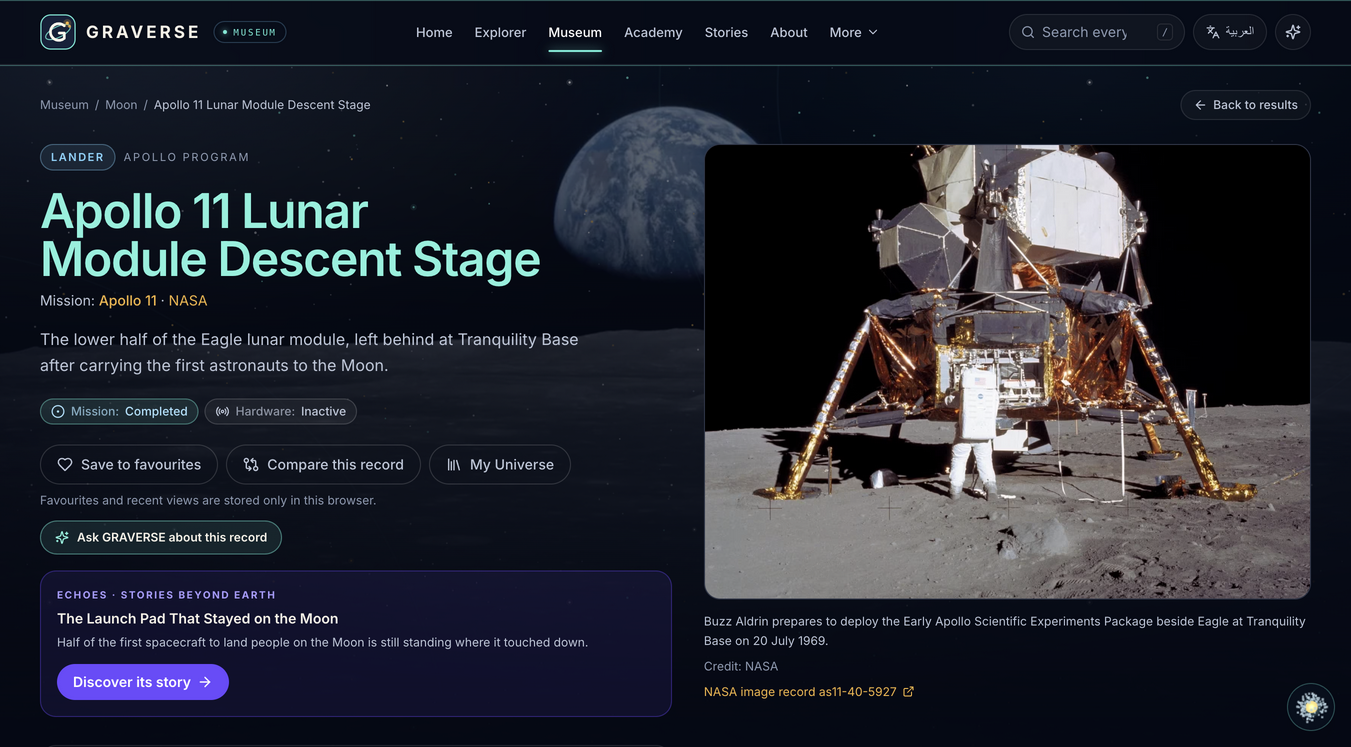 GRAVERSE
MUSEUM
Home
Explorer
Museum
Academy
Stories
About
More
Search every
/
العربية
Museum / Moon / Apollo 11 Lunar Module Descent Stage
Back to results
LANDER
APOLLO PROGRAM
Apollo 11 Lunar
Module Descent Stage
Mission: Apollo 11 · NASA
The lower half of the Eagle lunar module, left behind at Tranquility Base
after carrying the first astronauts to the Moon.
Mission: Completed
Hardware: Inactive
Save to favourites
Compare this record
My Universe
Favourites and recent views are stored only in this browser.
Ask GRAVERSE about this record
ECHOES · STORIES BEYOND EARTH
The Launch Pad That Stayed on the Moon
Half of the first spacecraft to land people on the Moon is still standing where it touched down.
Discover its story
Buzz Aldrin prepares to deploy the Early Apollo Scientific Experiments Package beside Eagle at Tranquility
Base on 20 July 1969.
Credit: NASA
NASA image record as11-40-5927